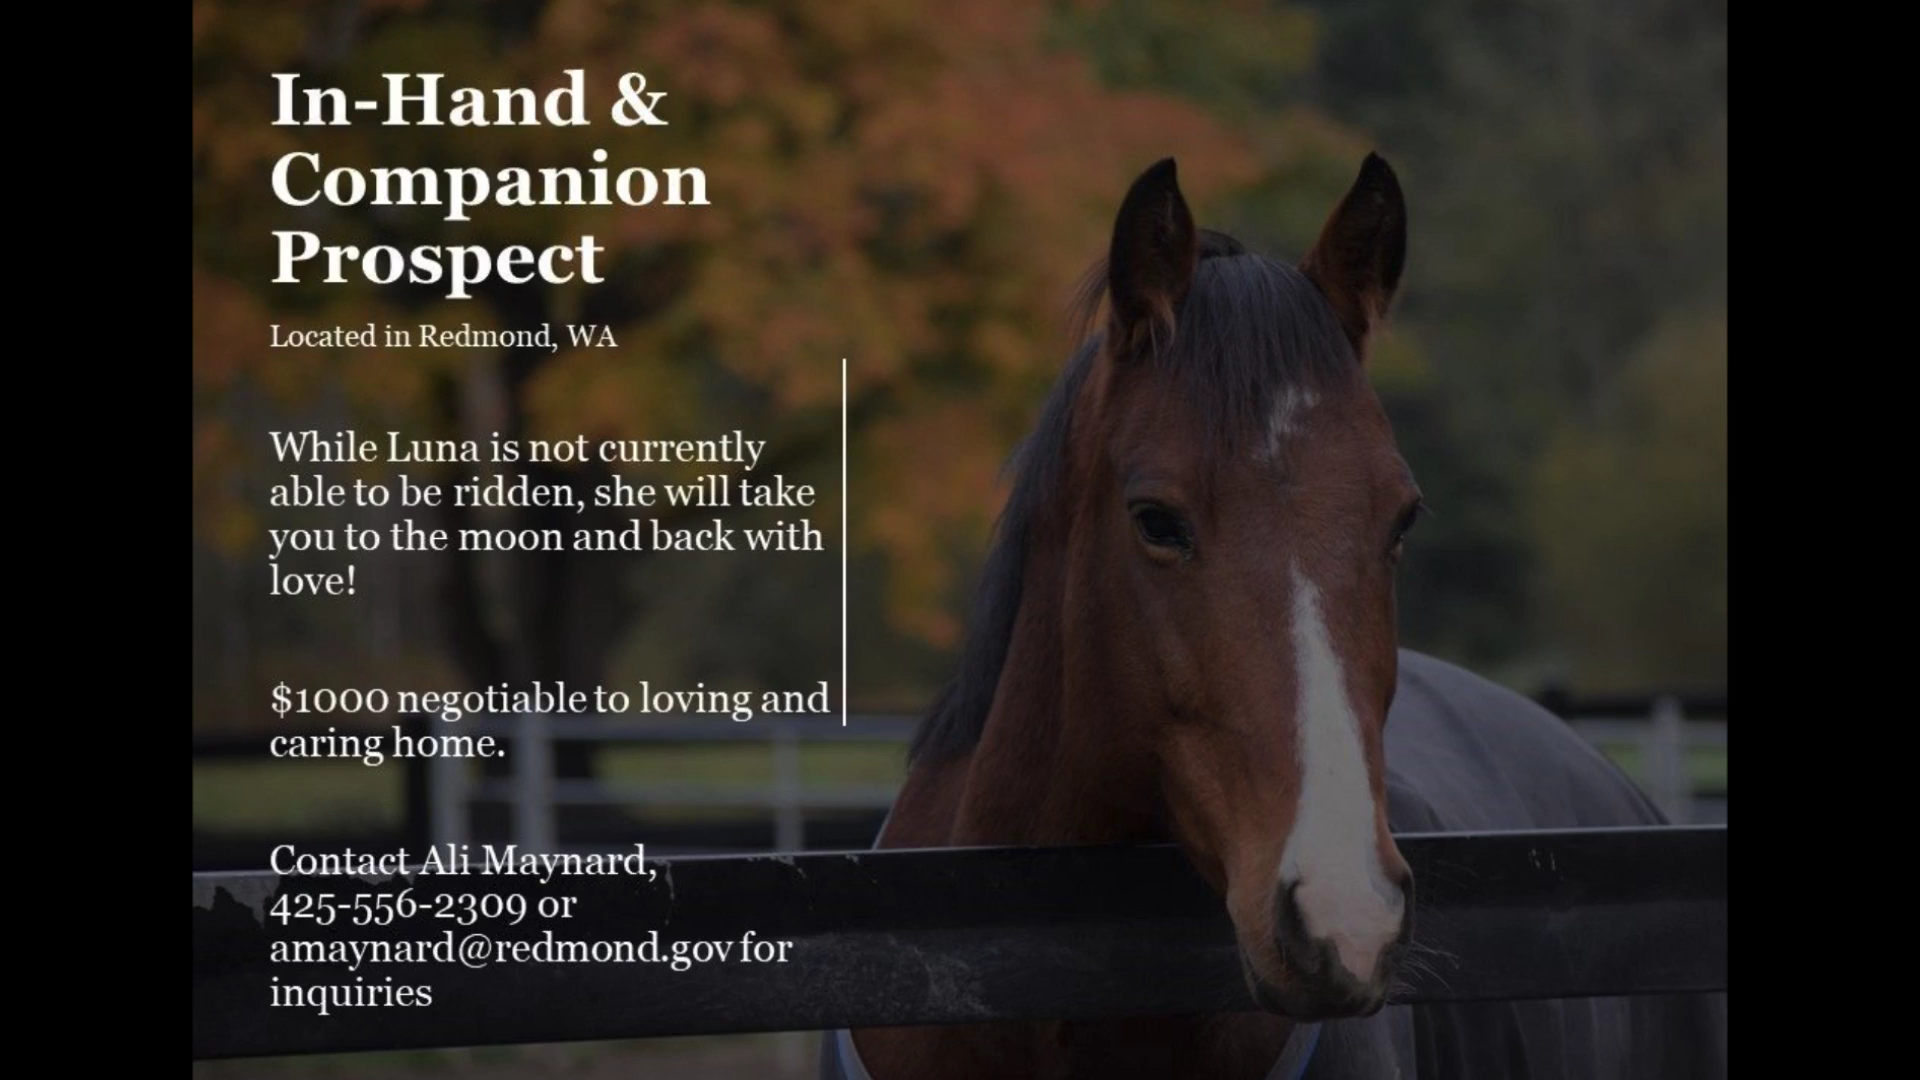 In-Hand &
Companion
Prospect
Located in Redmond, WA
While Luna is not currently
able to be ridden, she will take
you to the moon and back with
love!
$1000 negotiable to loving and
caring home.
Contact Ali Maynard,
425-556-2309 or
amaynard@redmond.gov for
inquiries